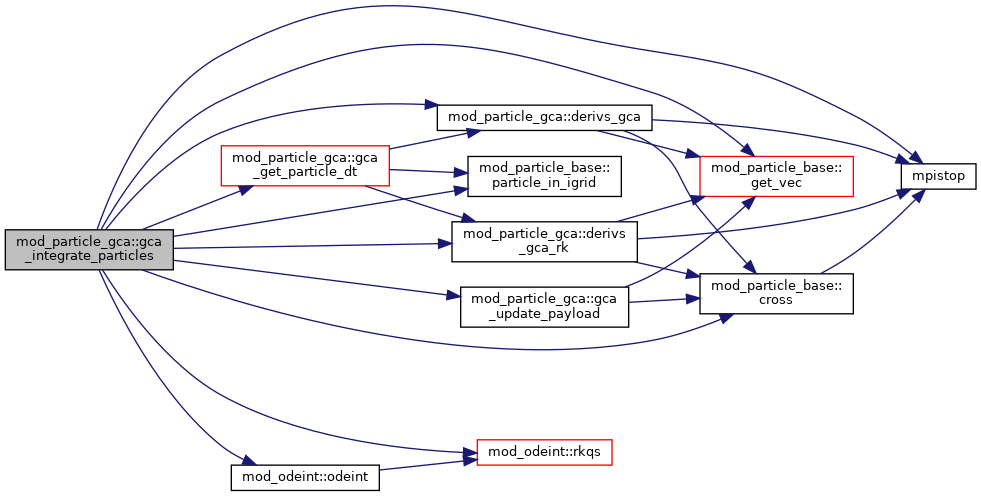 mod_particle_gca::gca
_integrate_particles
mod_particle_gca::gca
_get_particle_dt
mod_particle_gca::derivs_gca
mod_particle_base::
particle_in_igrid
mod_particle_gca::derivs
_gca_rk
mod_particle_gca::gca
_update_payload
mod_odeint::odeint
mod_odeint::rkqs
mod_particle_base::
get_vec
mod_particle_base::
cross
mpistop